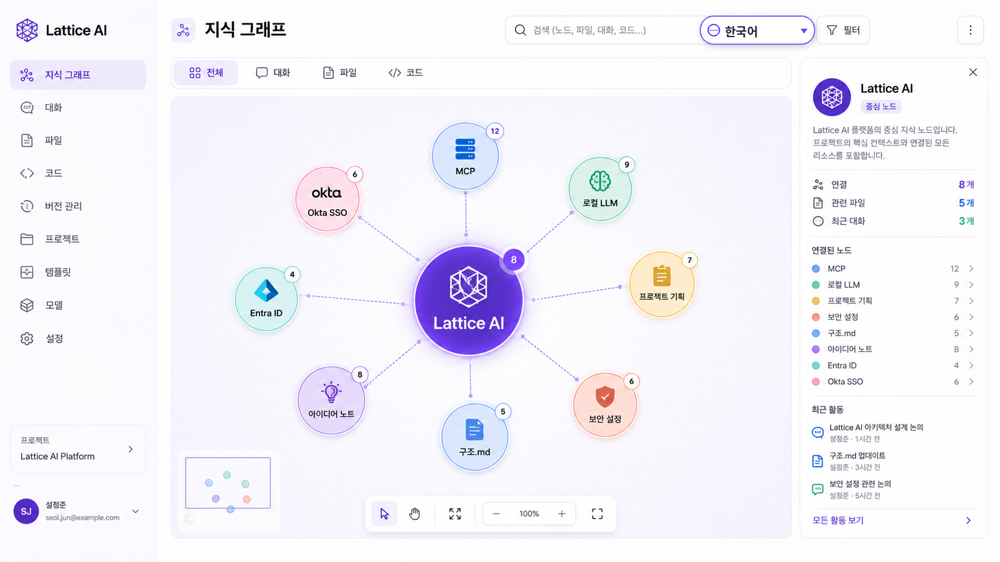 Lattice AI
지식 그래프
대화
파일
코드
버전 관리
프로젝트
템플릿
모델
설정
프로젝트
Lattice AI Platform
SJ
설정준
seol.jun@example.com
지식 그래프
검색 (노드, 파일, 대화, 코드...)
한국어
필터
전체
대화
파일
코드
MCP
12
로컬 LLM
9
okta
Okta SSO
6
프로젝트 기획
7
Lattice AI
8
Entra ID
4
아이디어 노트
8
구조.md
5
보안 설정
6
100%
Lattice AI
중심 노드
Lattice AI 플랫폼의 중심 지식 노드입니다.
프로젝트의 핵심 컨텍스트와 연결된 모든
리소스를 포함합니다.
연결 8개
관련 파일 5개
최근 대화 3개
연결된 노드
MCP 12
로컬 LLM 9
프로젝트 기획 7
보안 설정 6
구조.md 5
아이디어 노트 8
Entra ID 4
Okta SSO 6
최근 활동
Lattice AI 아키텍처 설계 논의
설정준 · 1시간 전
구조.md 업데이트
설정준 · 3시간 전
보안 설정 관련 논의
설정준 · 5시간 전
모든 활동 보기